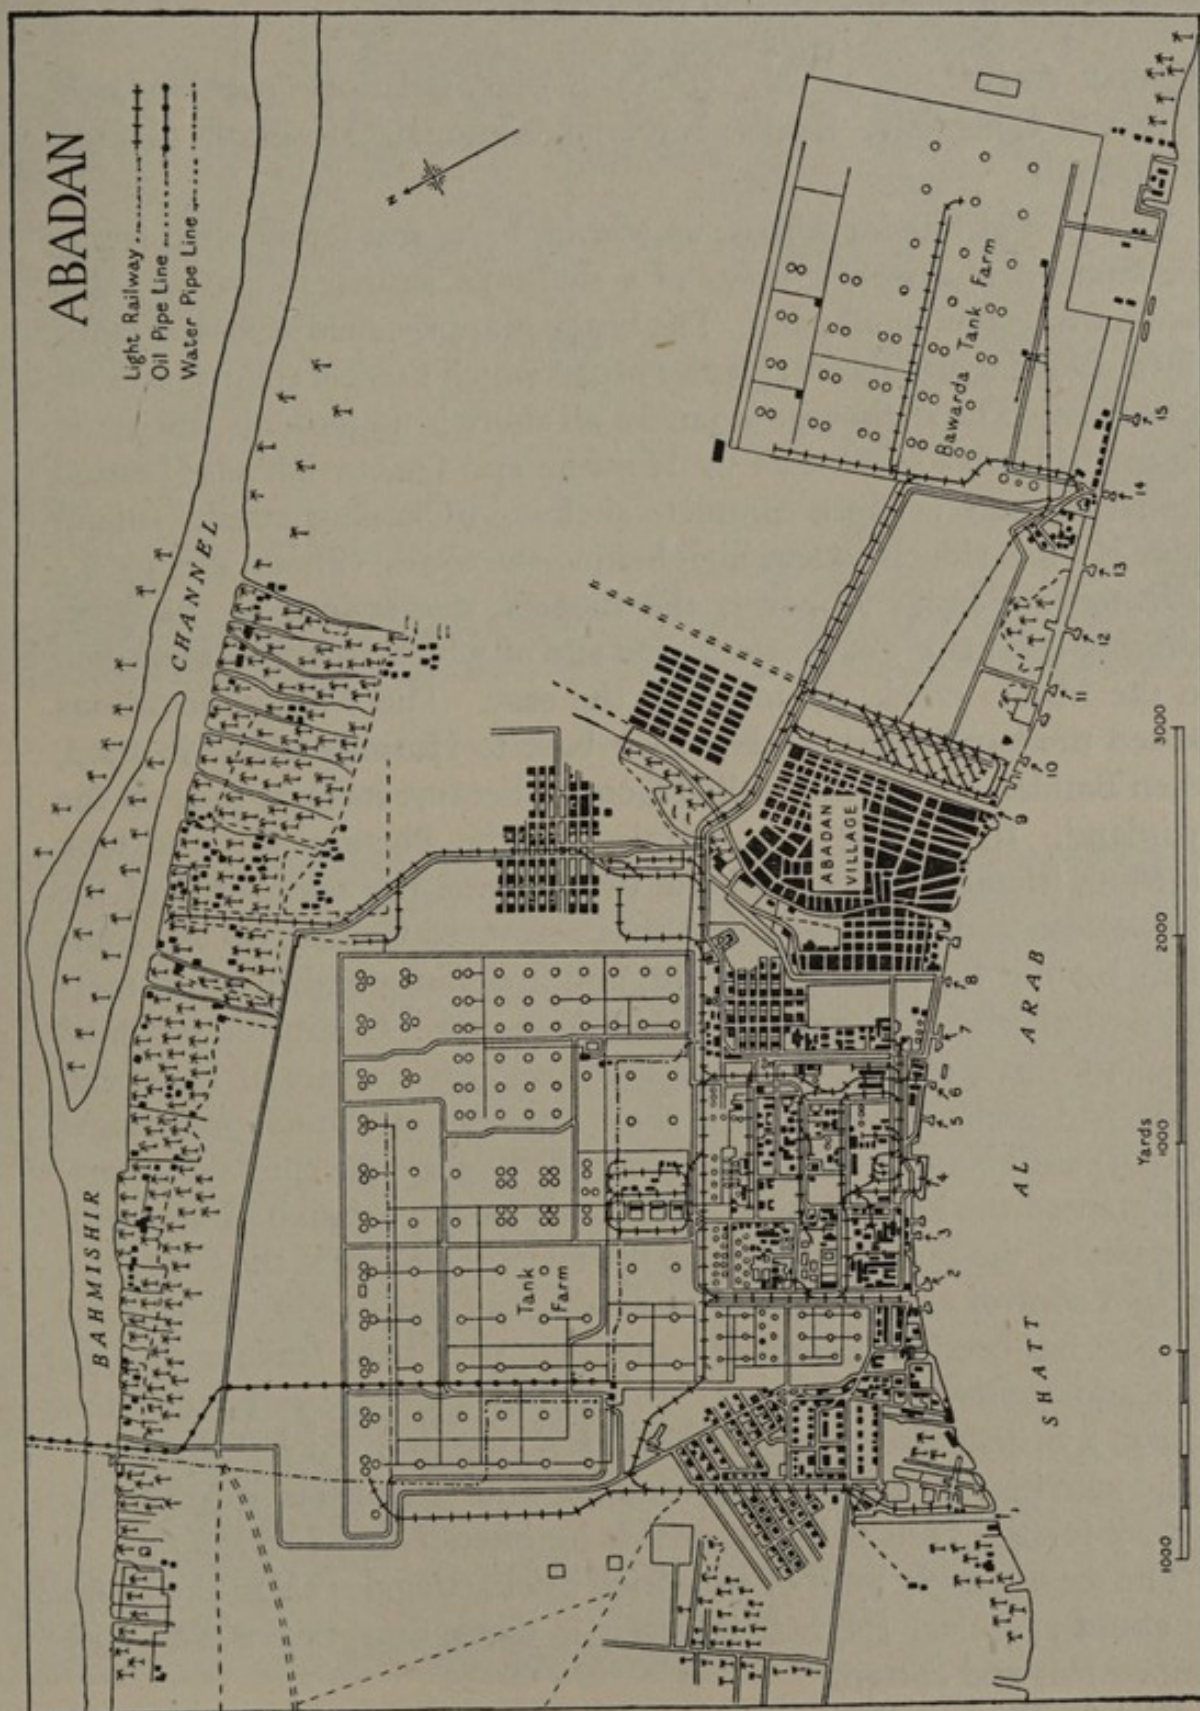 ABADAN
Light Railway
Oil Pipe Line
Water Pipe Line
N
BAHMISHIR CHANNEL
Bawarda Tank Farm
ABADAN
VILLAGE
Tank
Farm
SHATT AL ARAB
1
2
3
4
5
6
7
8
9
10
11
12
13
14
15
Yards
1000 0 1000 2000 3000